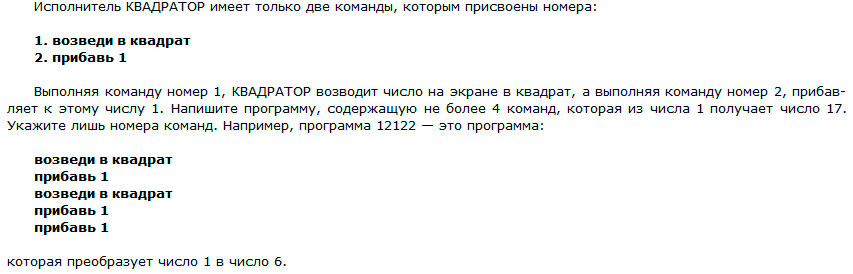 Исполнитель КВАДРАТОР имеет только две команды, которым присвоены номера:
1. возведи в квадрат
2. прибавь 1
Выполняя команду номер 1, КВАДРАТОР возводит число на экране в квадрат, а выполняя команду номер 2, прибав-
ляет к этому числу 1. Напишите программу, содержащую не более 4 команд, которая из числа 1 получает число 17.
Укажите лишь номера команд. Например, программа 12122 — это программа:
возведи в квадрат
прибавь 1
возведи в квадрат
прибавь 1
прибавь 1
которая преобразует число 1 в число 6.